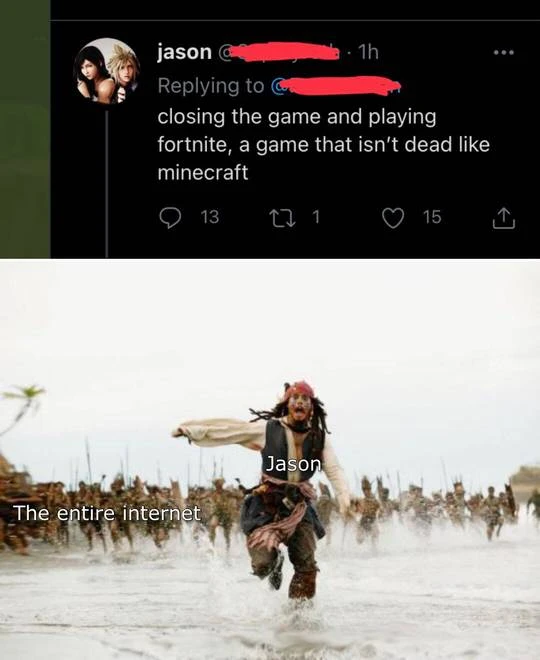 jason @ · 1h
Replying to @
closing the game and playing
fortnite, a game that isn’t dead like
minecraft
13 1 15
Jason
The entire internet